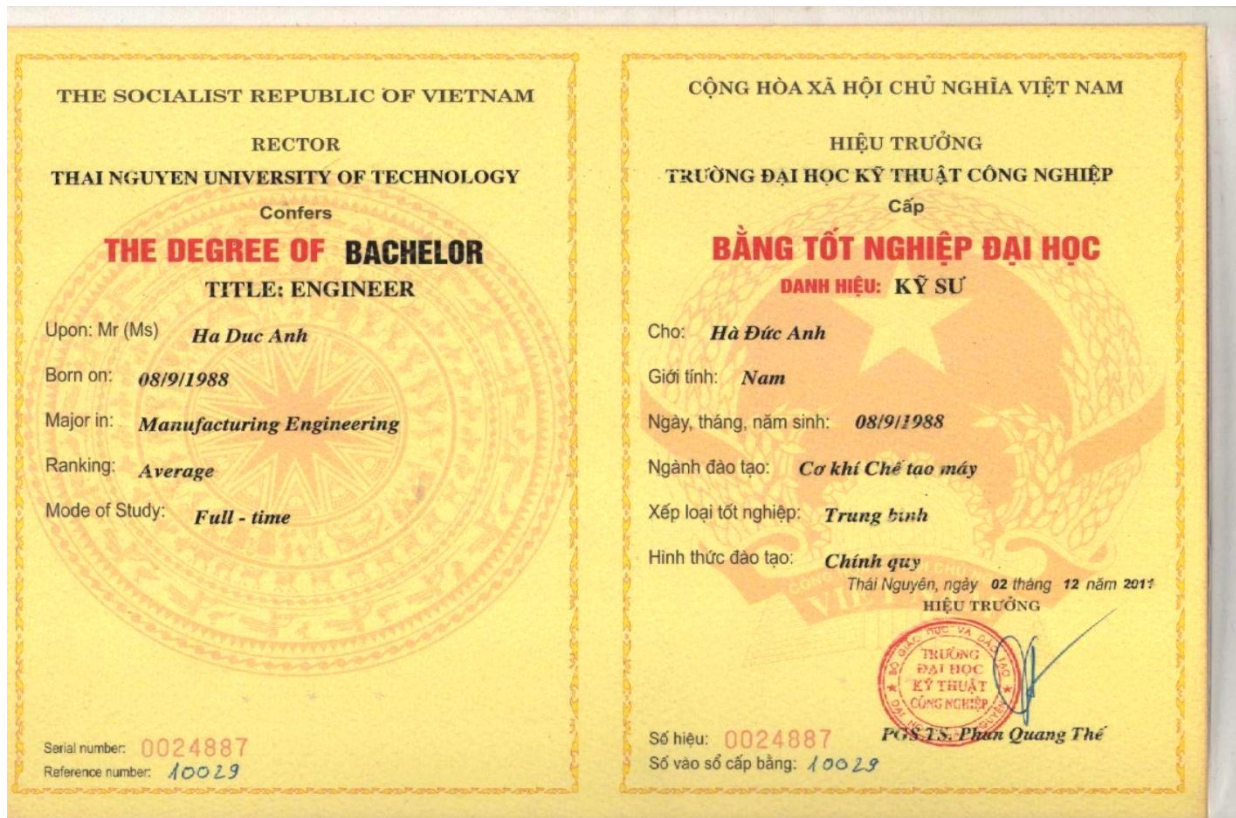 THE SOCIALIST REPUBLIC OF VIETNAM
RECTOR
THAI NGUYEN UNIVERSITY OF TECHNOLOGY
Confers
THE DEGREE OF BACHELOR
TITLE: ENGINEER
Upon: Mr (Ms) Ha Duc Anh
Born on: 08/9/1988
Major in: Manufacturing Engineering
Ranking: Average
Mode of Study: Full - time
Serial number: 0024887
Reference number: 10029
CỘNG HÒA XÃ HỘI CHỦ NGHĨA VIỆT NAM
HIỆU TRƯỞNG
TRƯỜNG ĐẠI HỌC KỸ THUẬT CÔNG NGHIỆP
Cấp
BẰNG TỐT NGHIỆP ĐẠI HỌC
DANH HIỆU: KỸ SƯ
Cho: Hà Đức Anh
Giới tính: Nam
Ngày, tháng, năm sinh: 08/9/1988
Ngành đào tạo: Cơ khí Chế tạo máy
Xếp loại tốt nghiệp: Trung bình
Hình thức đào tạo: Chính quy
Thái Nguyên, ngày 02 tháng 12 năm 2011
HIỆU TRƯỞNG
BỘ GIÁO DỤC VÀ ĐÀO TẠO
TRƯỜNG
ĐẠI HỌC
KỸ THUẬT
CÔNG NGHIỆP
PGS.TS. Phan Quang Thế
Số hiệu: 0024887
Số vào sổ cấp bằng: 10029